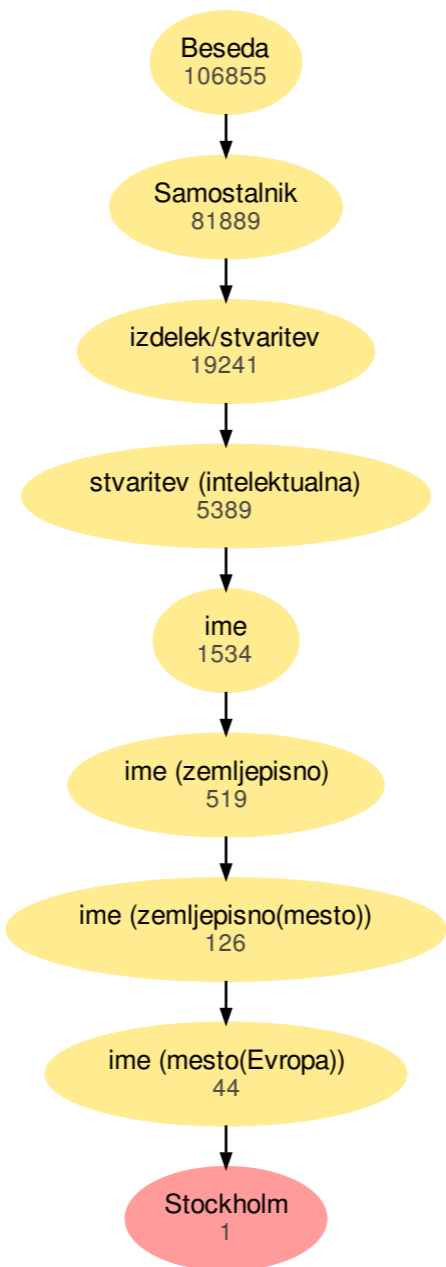 Beseda
106855
Samostalnik
81889
izdelek/stvaritev
19241
stvaritev (intelektualna)
5389
ime
1534
ime (zemljepisno)
519
ime (zemljepisno(mesto))
126
ime (mesto(Evropa))
44
Stockholm
1